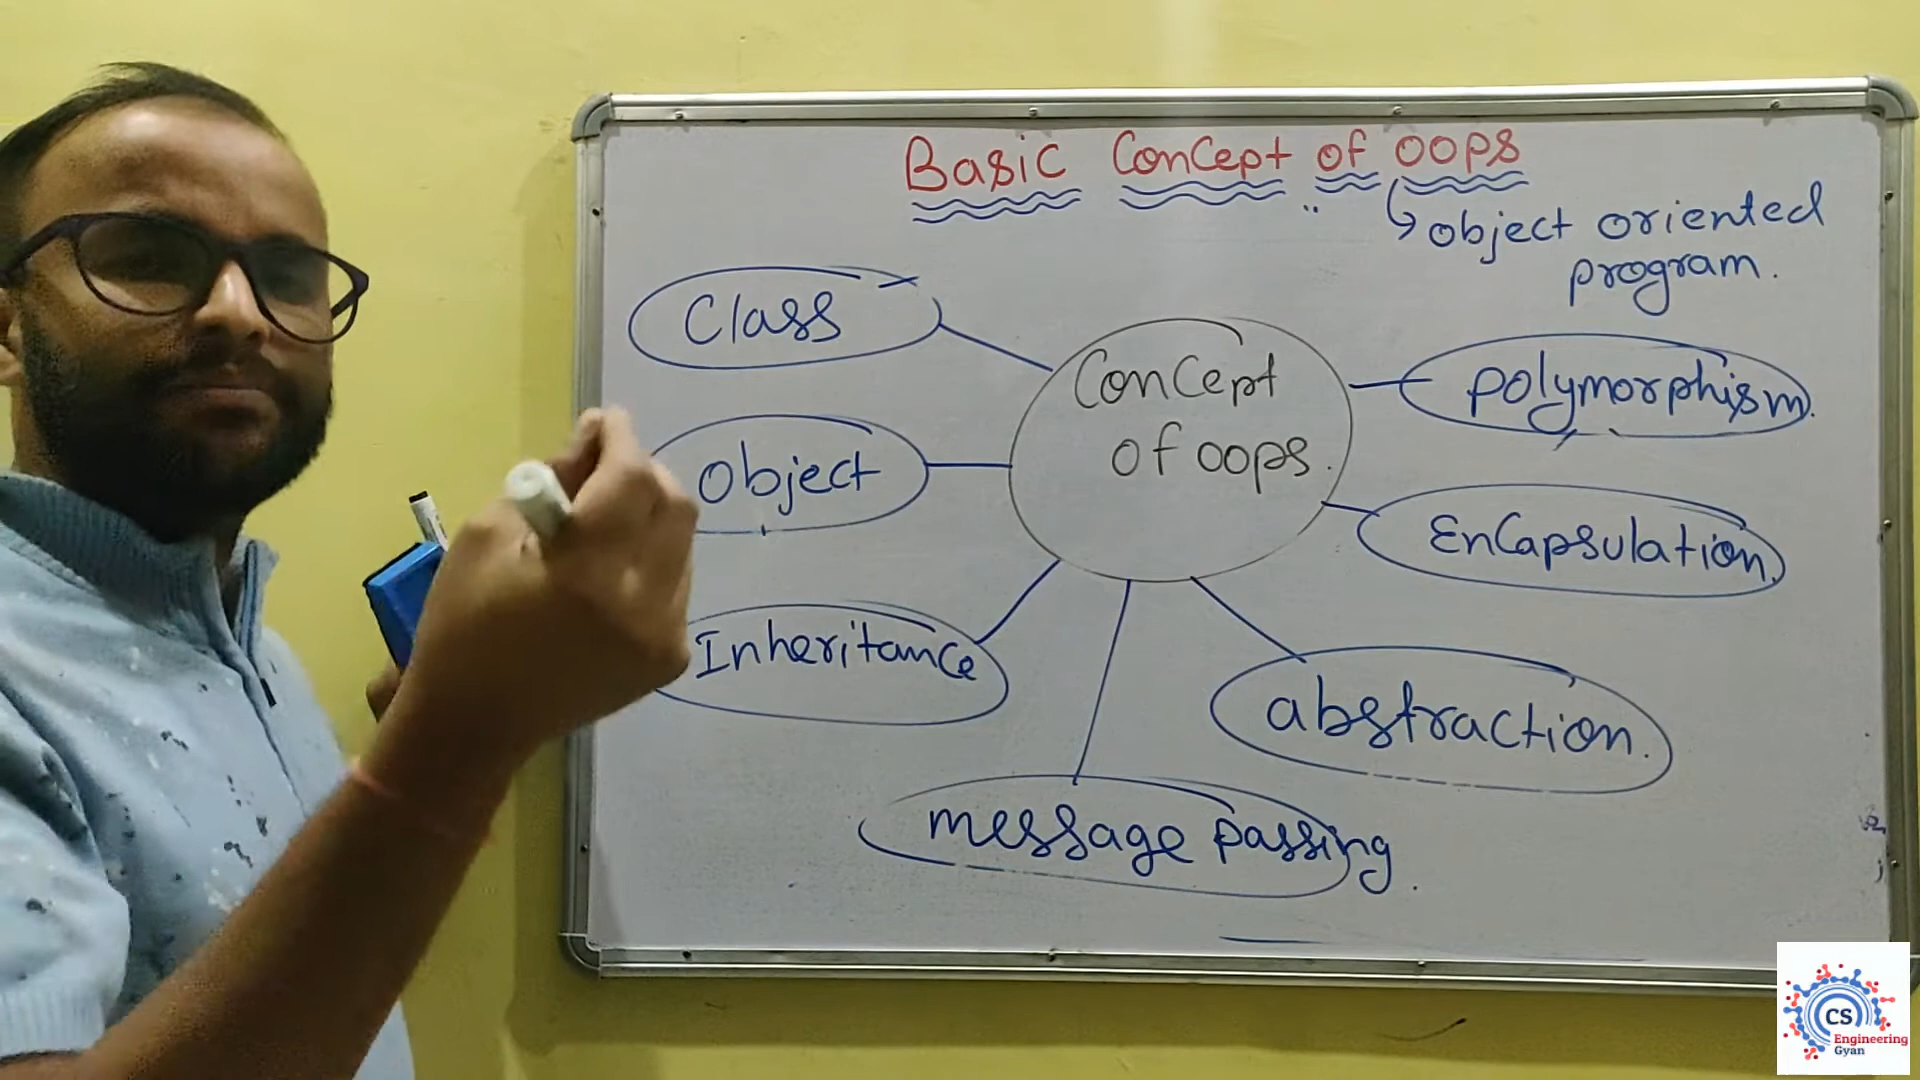 Basic Concept of OOPS
object oriented
program.
Class
Concept
of oops.
polymorphism.
object
Encapsulation.
Inheritance
abstraction.
message passing.
CS
Engineering
Gyan